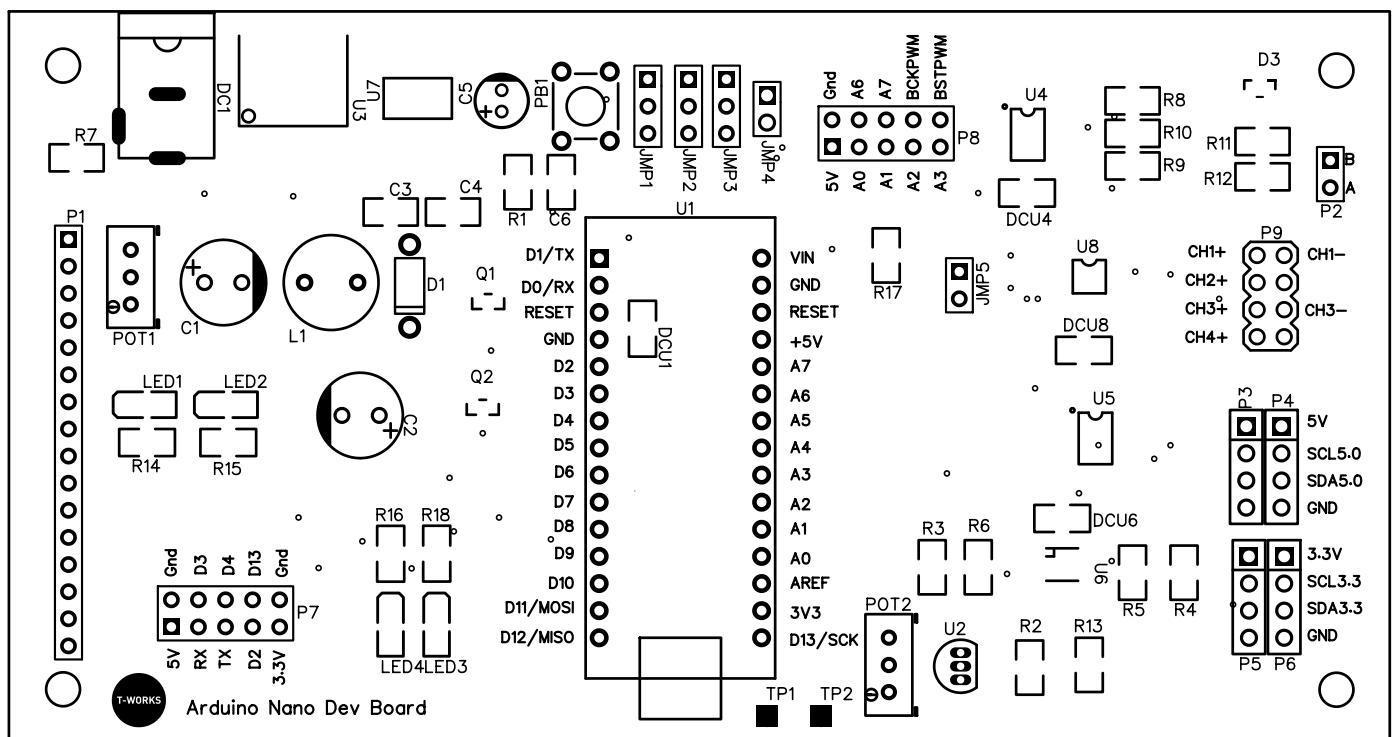 DC1
U3
U7
C5
PB1
JMP1
JMP2
JMP3
JMP4
Gnd A6 A7 BCKPWM BSTPWM
P8
5V A0 A1 A2 A3
U4
R8
R10
R9
D3
R11
R12
B
A
P2
R7
C3
C4
R1
C6
DCU4
P1
POT1
C1
L1
D1
Q1
Q2
U1
D1/TX
D0/RX
RESET
GND
D2
D3
D4
D5
D6
D7
D8
D9
D10
D11/MOSI
D12/MISO
DCU1
VIN
GND
RESET
+5V
A7
A6
A5
A4
A3
A2
A1
A0
AREF
3V3
D13/SCK
R17
JMP5
U8
DCU8
P9
CH1+ CH1-
CH2+
CH3+ CH3-
CH4+
LED1
LED2
R14
R15
C2
U5
P3
P4
5V
SCL5.0
SDA5.0
GND
R16
R18
R3
R6
DCU6
U6
R5
R4
3.3V
SCL3.3
SDA3.3
GND
P5
P6
Gnd D3 D4 D13 Gnd
P7
5V RX TX D2 3.3V
LED4
LED3
POT2
U2
R2
R13
TP1
TP2
T-WORKS
Arduino Nano Dev Board